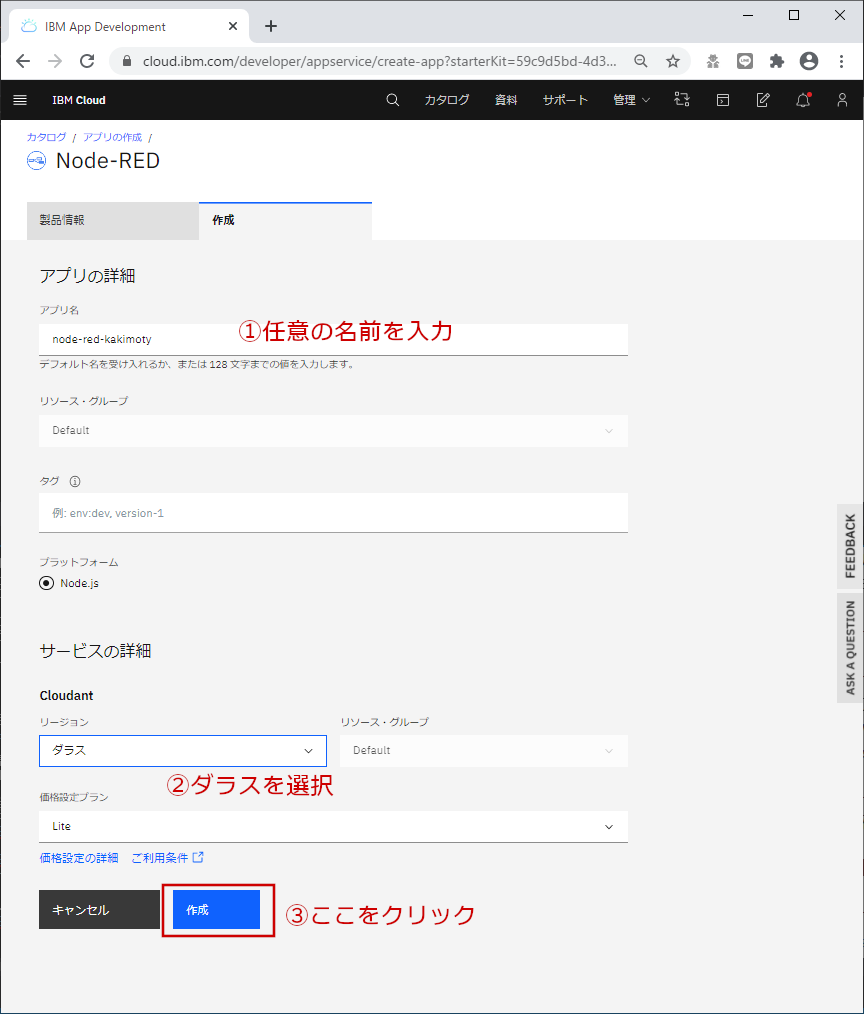 IBM App Development
cloud.ibm.com/developer/appservice/create-app?starterKit=59c9d5bd-4d3...
IBM Cloud
カタログ
資料
サポート
管理
カタログ / アプリの作成 /
Node-RED
製品情報
作成
アプリの詳細
アプリ名
①任意の名前を入力
node-red-kakimoty
デフォルト名を受け入れるか、または 128 文字までの値を入力します。
リソース・グループ
Default
タグ
例: env:dev, version-1
プラットフォーム
Node.js
FEEDBACK
ASK A QUESTION
サービスの詳細
Cloudant
リージョン
リソース・グループ
ダラス
Default
②ダラスを選択
価格設定プラン
Lite
価格設定の詳細 ご利用条件
キャンセル
作成
③ここをクリック